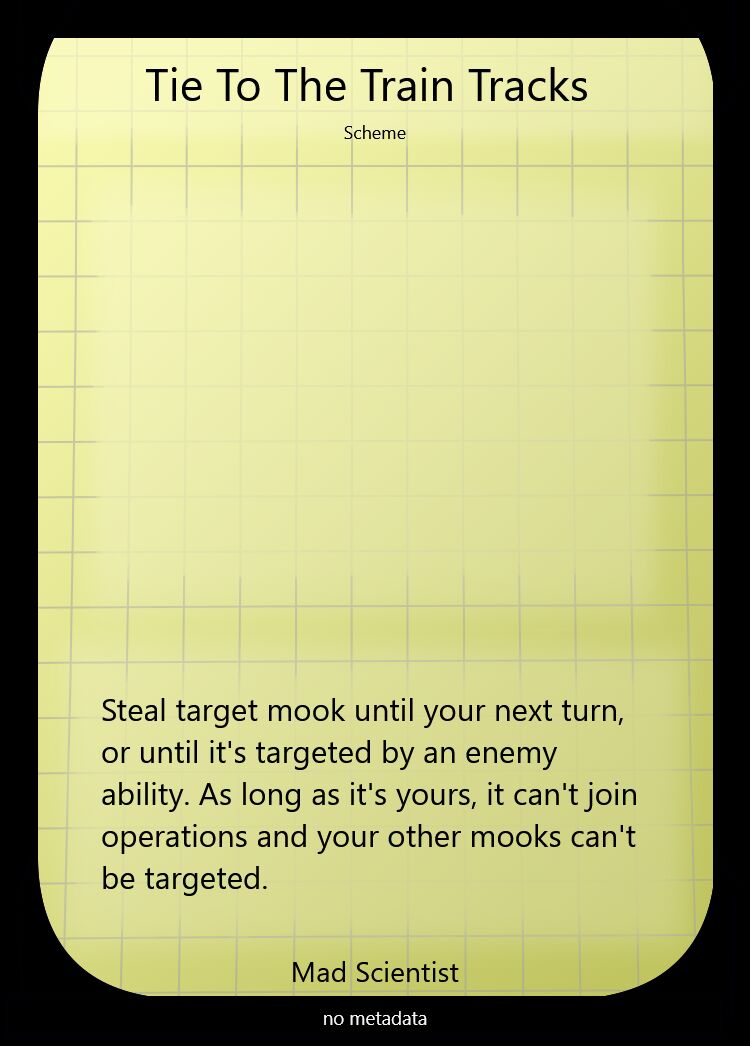 Tie To The Train Tracks
Scheme
Steal target mook until your next turn,
or until it's targeted by an enemy
ability. As long as it's yours, it can't join
operations and your other mooks can't
be targeted.
Mad Scientist
no metadata